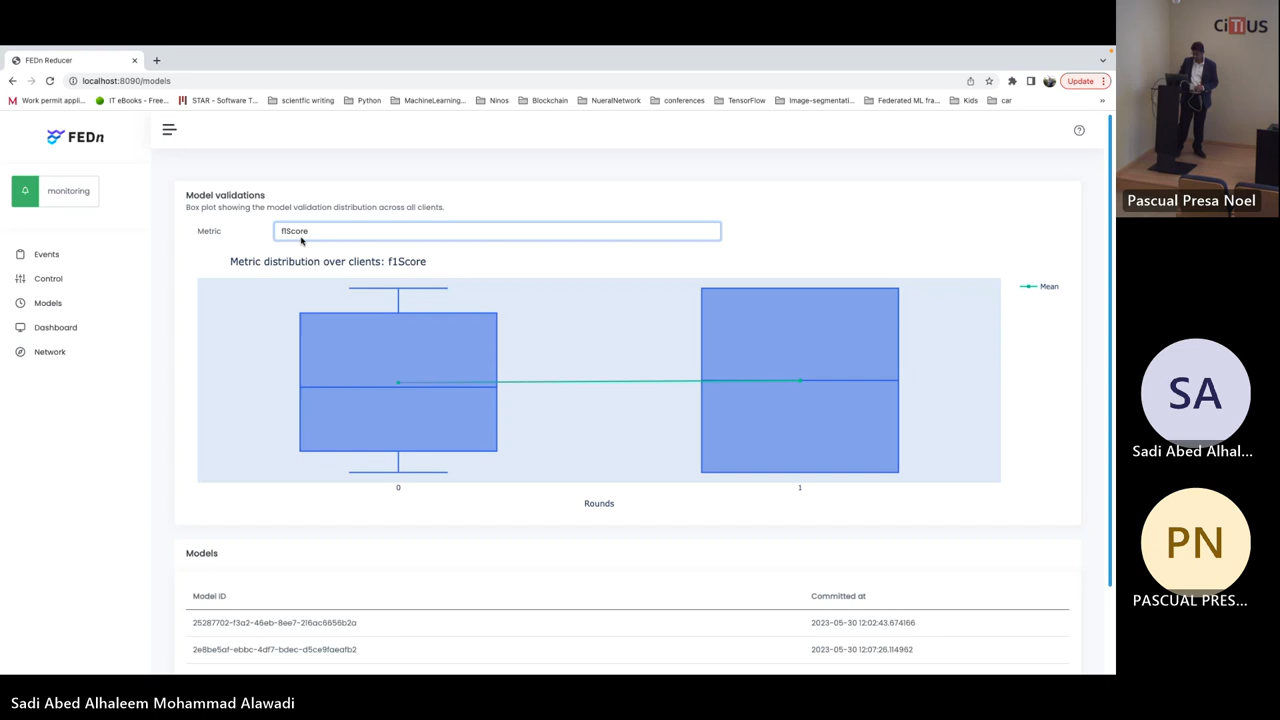 FEDn Reducer
localhost:8090/models
Update
Work permit appli...
IT eBooks - Free...
STAR - Software T...
scientfic writing
Python
MachineLearning...
Ninos
Blockchain
NueralNetwork
conferences
TensorFlow
Image-segmentati...
Federated ML fra...
Kids
car
»
FEDn
monitoring
Events
Control
Models
Dashboard
Network
Model validations
Box plot showing the model validation distribution across all clients.
Metric
f1Score
Metric distribution over clients: f1Score
Mean
0
1
Rounds
Models
Model ID
Committed at
25287702-f3a2-46eb-8ee7-216ac6656b2a
2023-05-30 12:02:43.674166
2e8be5af-ebbc-4df7-bdec-d5ce9faeafb2
2023-05-30 12:07:26.114962
CiTIUS
Pascual Presa Noel
SA
Sadi Abed Alhal...
PN
PASCUAL PRES...
Sadi Abed Alhaleem Mohammad Alawadi